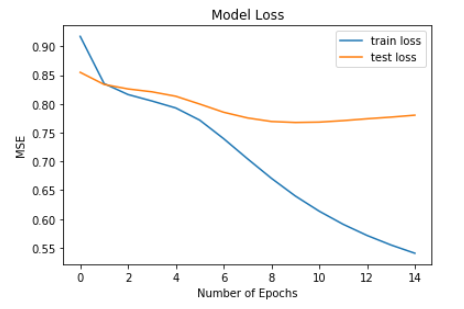 Model Loss
train loss
test loss
0.90
0.85
0.80
0.75
0.70
0.65
0.60
0.55
MSE
0 2 4 6 8 10 12 14
Number of Epochs